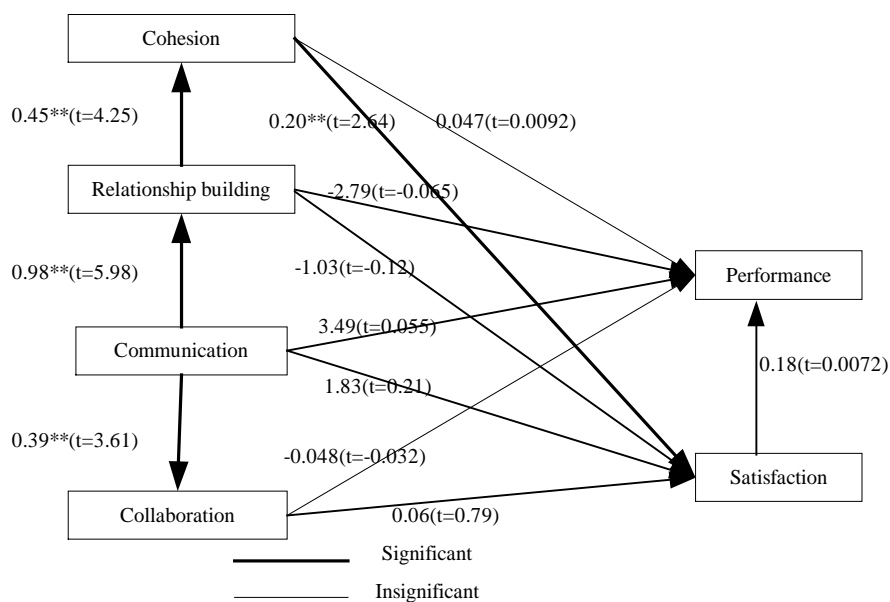 Cohesion
0.45**(t=4.25)
0.20**(t=2.64)
0.047(t=0.0092)
Relationship building
-2.79(t=-0.065)
0.98**(t=5.98)
-1.03(t=-0.12)
Performance
3.49(t=0.055)
Communication
0.18(t=0.0072)
1.83(t=0.21)
0.39**(t=3.61)
-0.048(t=-0.032)
Satisfaction
Collaboration
0.06(t=0.79)
Significant
Insignificant